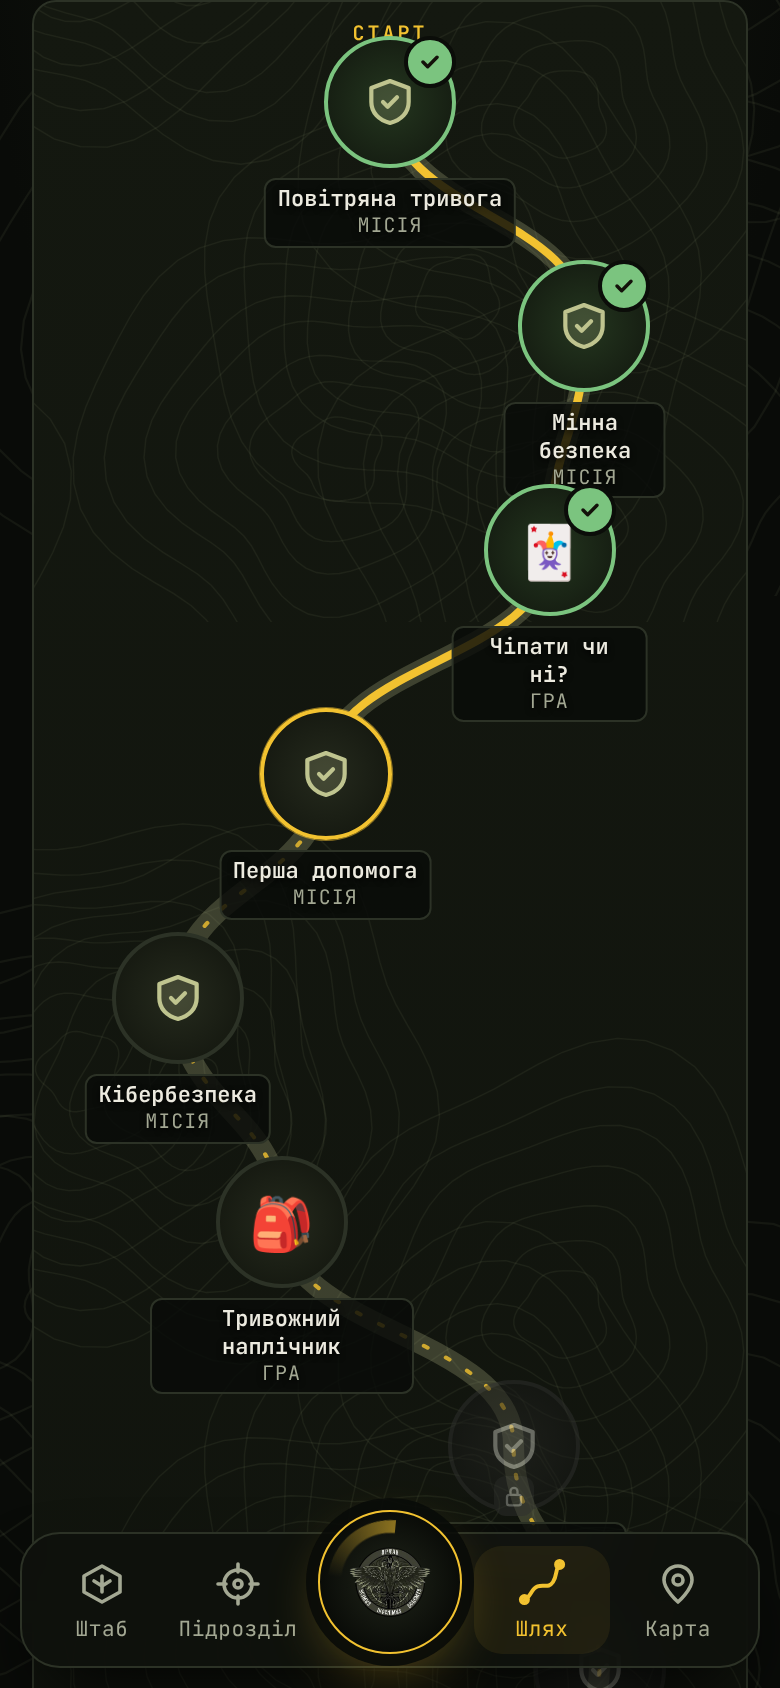 СТАРТ
Повітряна тривога
МІСІЯ
Мінна
безпека
МІСІЯ
Чіпати чи
ні?
ГРА
Перша допомога
МІСІЯ
Кібербезпека
МІСІЯ
Тривожний
наплічник
ГРА
Штаб
Підрозділ
Шлях
Карта